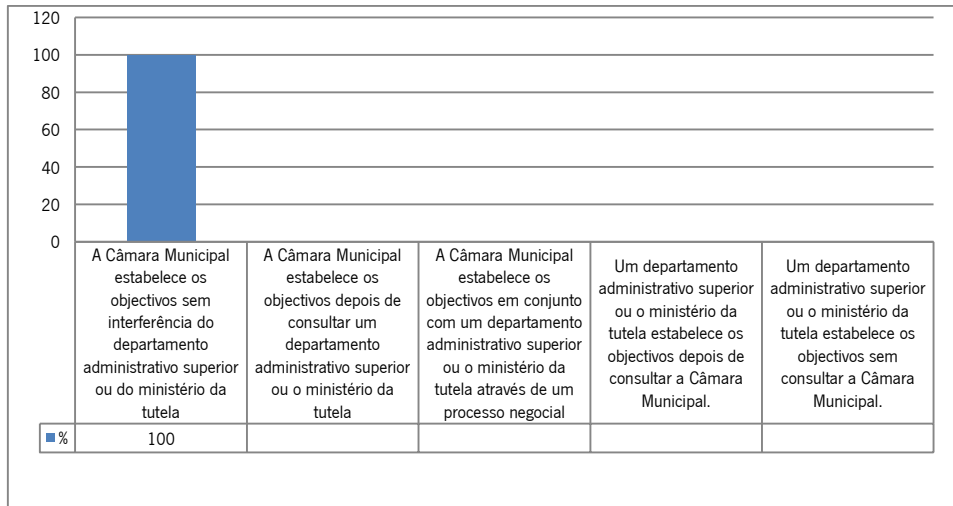 120
100
80
60
40
20
0
A Câmara Municipal
estabelece os
objectivos sem
interferência do
departamento
administrativo superior
ou do ministério da
tutela
A Câmara Municipal
estabelece os
objectivos depois de
consultar um
departamento
administrativo superior
ou o ministério da
tutela
A Câmara Municipal
estabelece os
objectivos em conjunto
com um departamento
administrativo superior
ou o ministério da
tutela através de um
processo negocial
Um departamento
administrativo superior
ou o ministério da
tutela estabelece os
objectivos depois de
consultar a Câmara
Municipal.
Um departamento
administrativo superior
ou o ministério da
tutela estabelece os
objectivos sem
consultar a Câmara
Municipal.
% 100